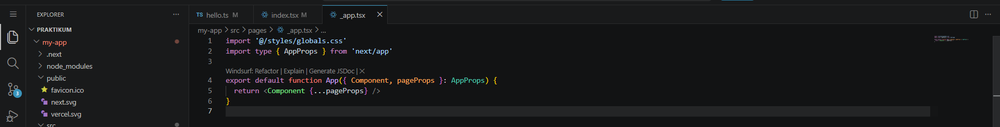 EXPLORER ...
PRAKTIKUM
my-app
.next
node_modules
public
favicon.ico
next.svg
vercel.svg
src
3
TS hello.ts M
index.tsx M
_app.tsx
my-app > src > pages > _app.tsx > ...
1 import '@/styles/globals.css'
2 import type { AppProps } from 'next/app'
3
Windsurf: Refactor | Explain | Generate JSDoc | ×
4 export default function App({ Component, pageProps }: AppProps) {
5 return <Component {...pageProps} />
6 }
7